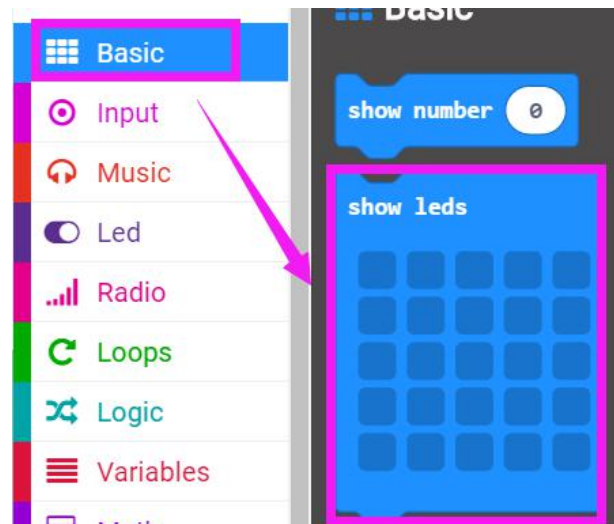 Basic
Input
Music
Led
Radio
Loops
Logic
Variables
Basic
show number 0
show leds